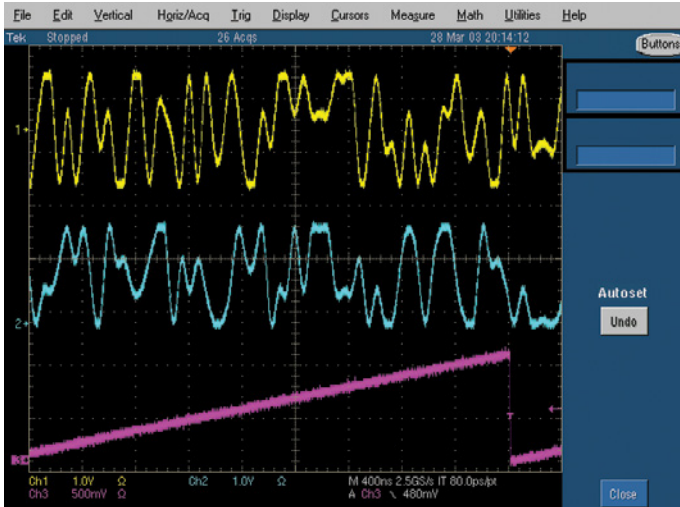 File Edit Vertical Horiz/Acq Trig Display Cursors Measure Math Utilities Help
Tek Stopped 26 Acqs 28 Mar 03 20:14:12
Buttons
1
2
Autoset
Undo
T
3
Ch1 1.0V Ω Ch2 1.0V Ω M 400ns 2.5GS/s IT 80.0ps/pt
Ch3 500mV Ω A Ch3 \ 480mV
Close